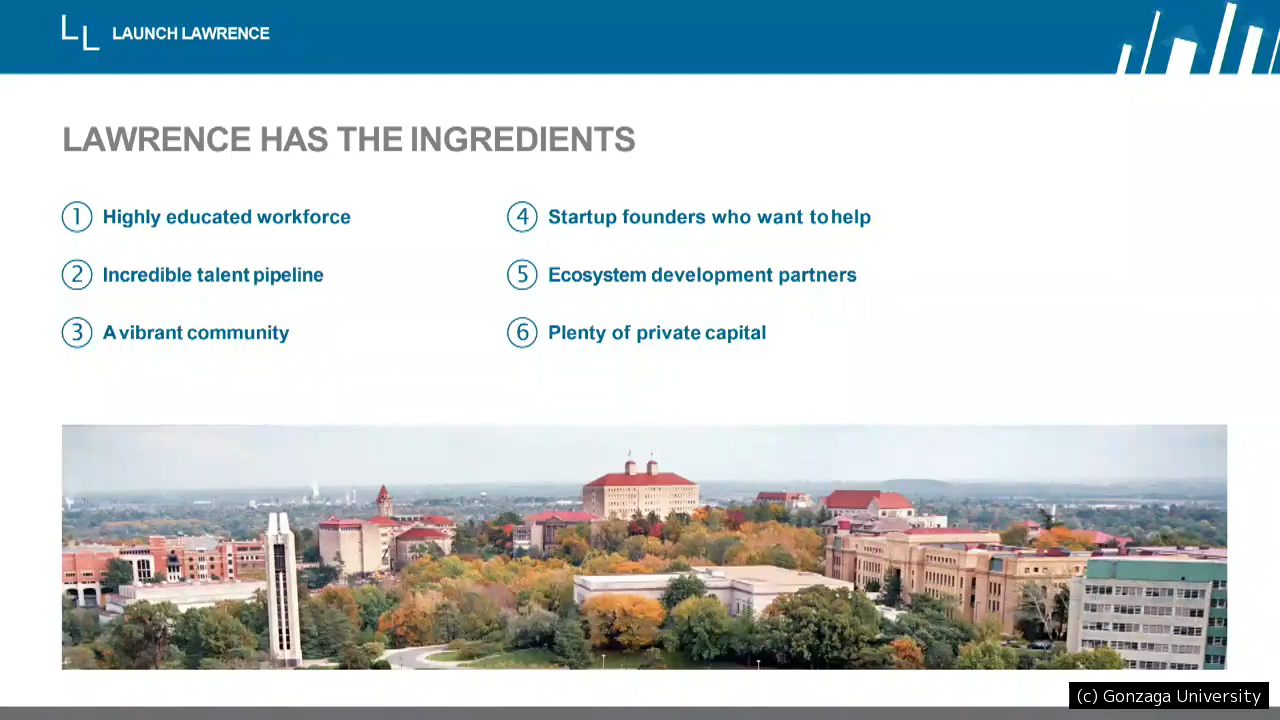 LL LAUNCH LAWRENCE
LAWRENCE HAS THE INGREDIENTS
1 Highly educated workforce
2 Incredible talent pipeline
3 A vibrant community
4 Startup founders who want to help
5 Ecosystem development partners
6 Plenty of private capital
(c) Gonzaga University